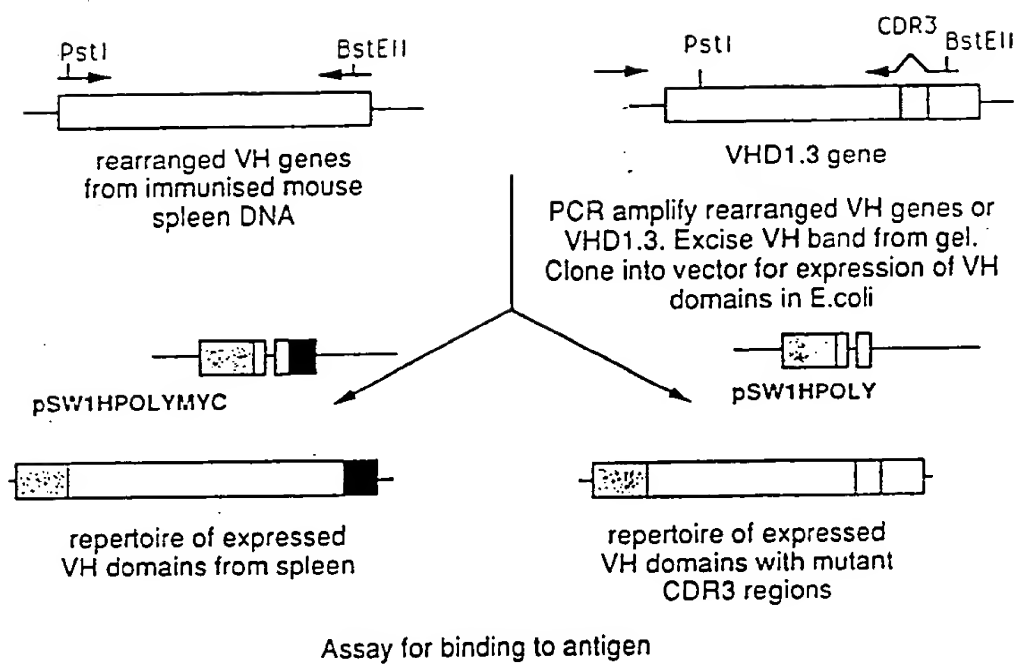 PstI
BstEII
rearranged VH genes
from immunised mouse
spleen DNA
PstI
CDR3
BstEII
VHD1.3 gene
PCR amplify rearranged VH genes or
VHD1.3. Excise VH band from gel.
Clone into vector for expression of VH
domains in E.coli
pSW1HPOLYMYC
pSW1HPOLY
repertoire of expressed
VH domains from spleen
repertoire of expressed
VH domains with mutant
CDR3 regions
Assay for binding to antigen